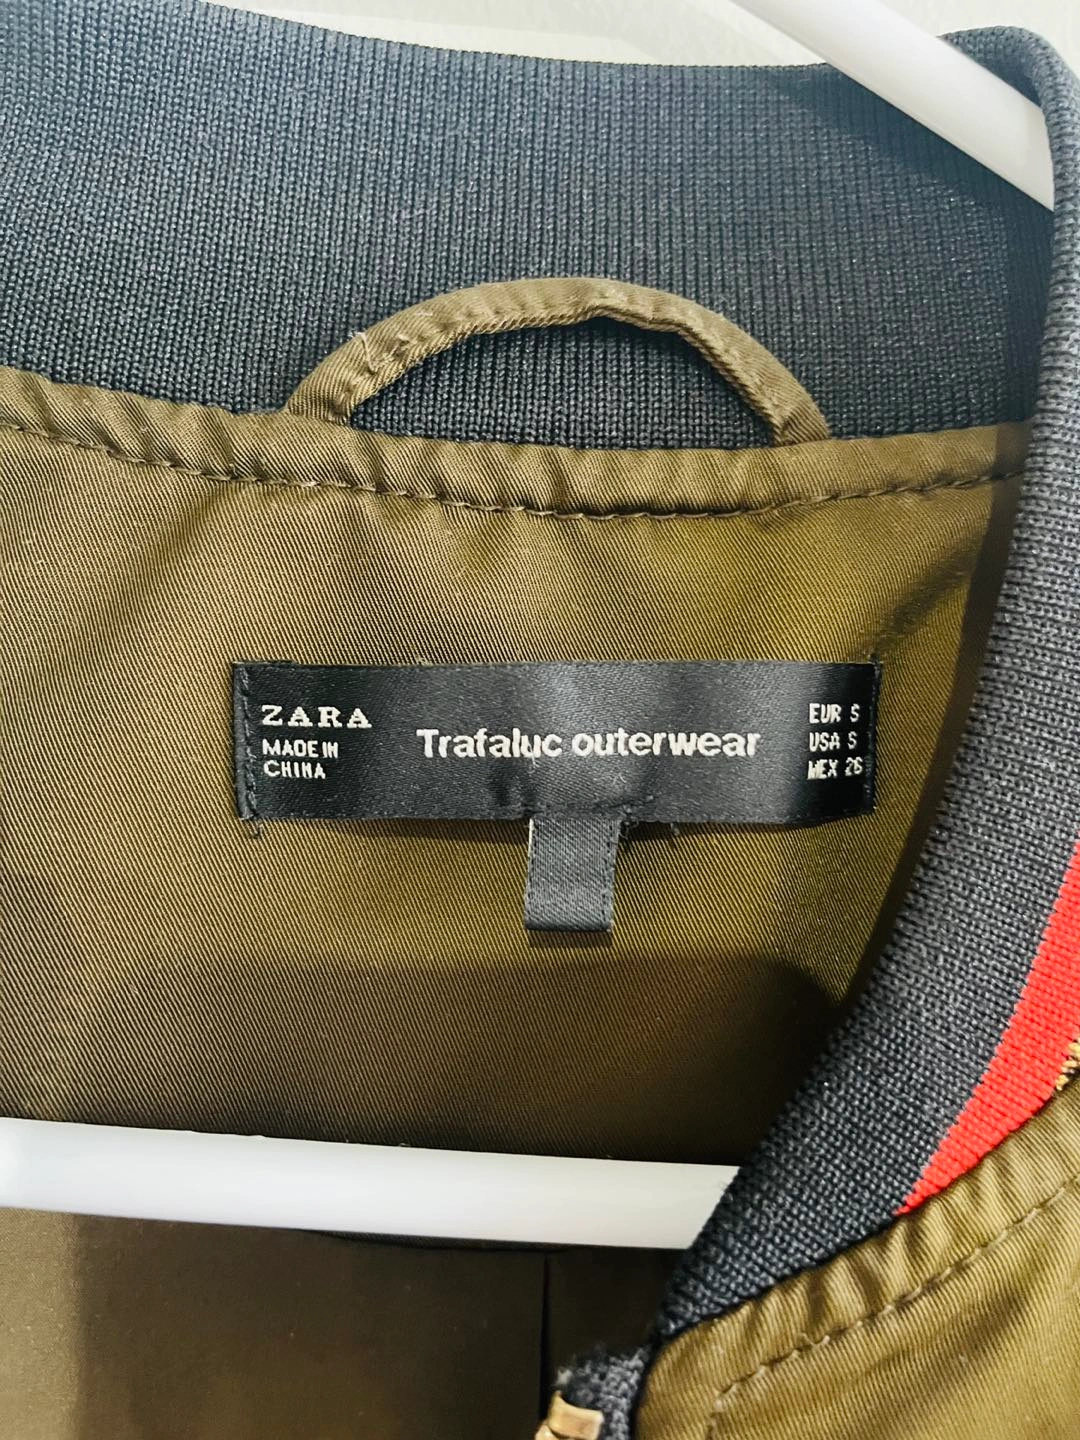 ZARA
MADE IN
CHINA
Trafaluc outerwear
EUR S
USA S
MEX 26